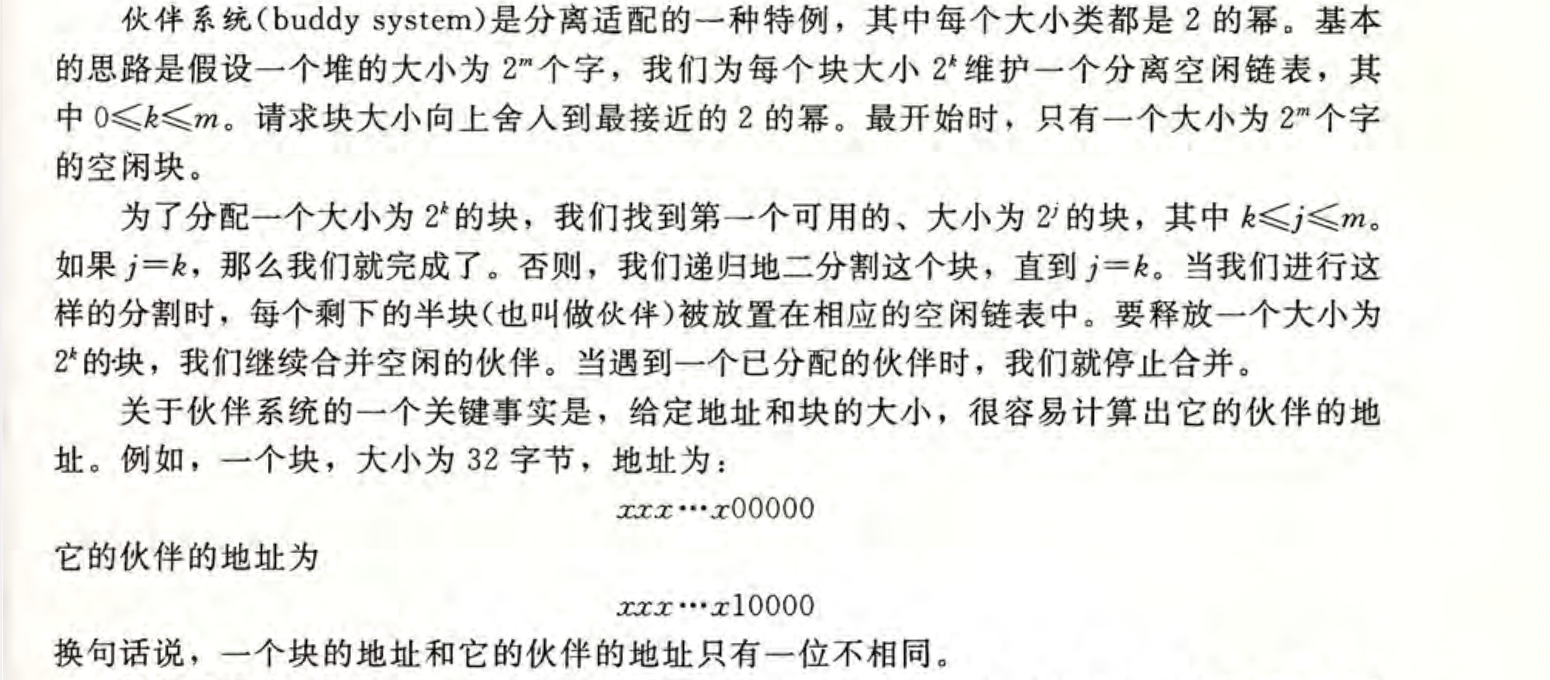 伙伴系统(buddy system)是分离适配的一种特例，其中每个大小类都是 2 的幂。基本
的思路是假设一个堆的大小为 2ᵐ个字，我们为每个块大小 2ᵏ维护一个分离空闲链表，其
中 0≤k≤m。请求块大小向上舍入到最接近的 2 的幂。最开始时，只有一个大小为 2ᵐ个字
的空闲块。
为了分配一个大小为 2ᵏ的块，我们找到第一个可用的、大小为 2ʲ的块，其中 k≤j≤m。
如果 j=k，那么我们就完成了。否则，我们递归地二分割这个块，直到 j=k。当我们进行这
样的分割时，每个剩下的半块(也叫做伙伴)被放置在相应的空闲链表中。要释放一个大小为
2ᵏ的块，我们继续合并空闲的伙伴。当遇到一个已分配的伙伴时，我们就停止合并。
关于伙伴系统的一个关键事实是，给定地址和块的大小，很容易计算出它的伙伴的地
址。例如，一个块，大小为 32 字节，地址为：
xxx…x00000
它的伙伴的地址为
xxx…x10000
换句话说，一个块的地址和它的伙伴的地址只有一位不相同。